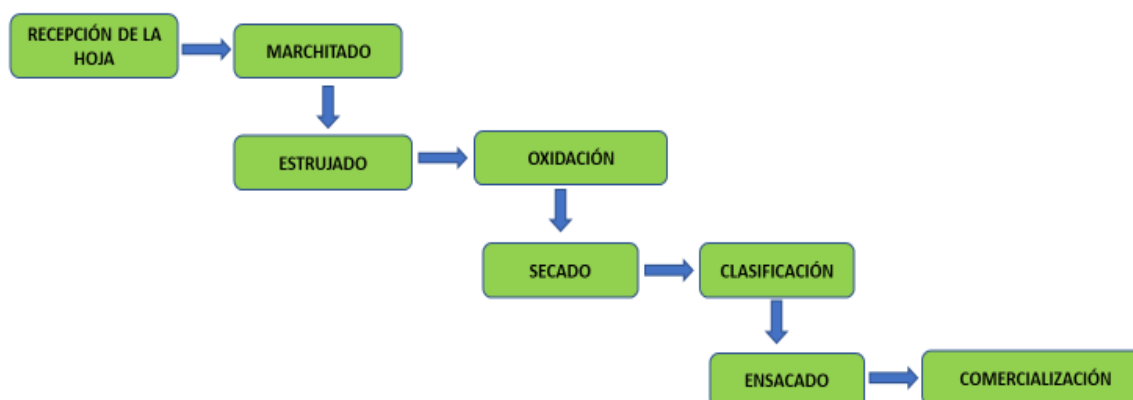 RECEPCIÓN DE LA
HOJA
MARCHITADO
ESTRUJADO
OXIDACIÓN
SECADO
CLASIFICACIÓN
ENSACADO
COMERCIALIZACIÓN